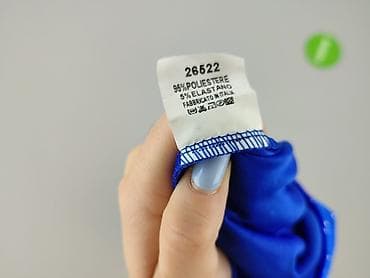 26522
95%POLIESTERE
5%ELASTANO
FABBRICATO IN ITALIA